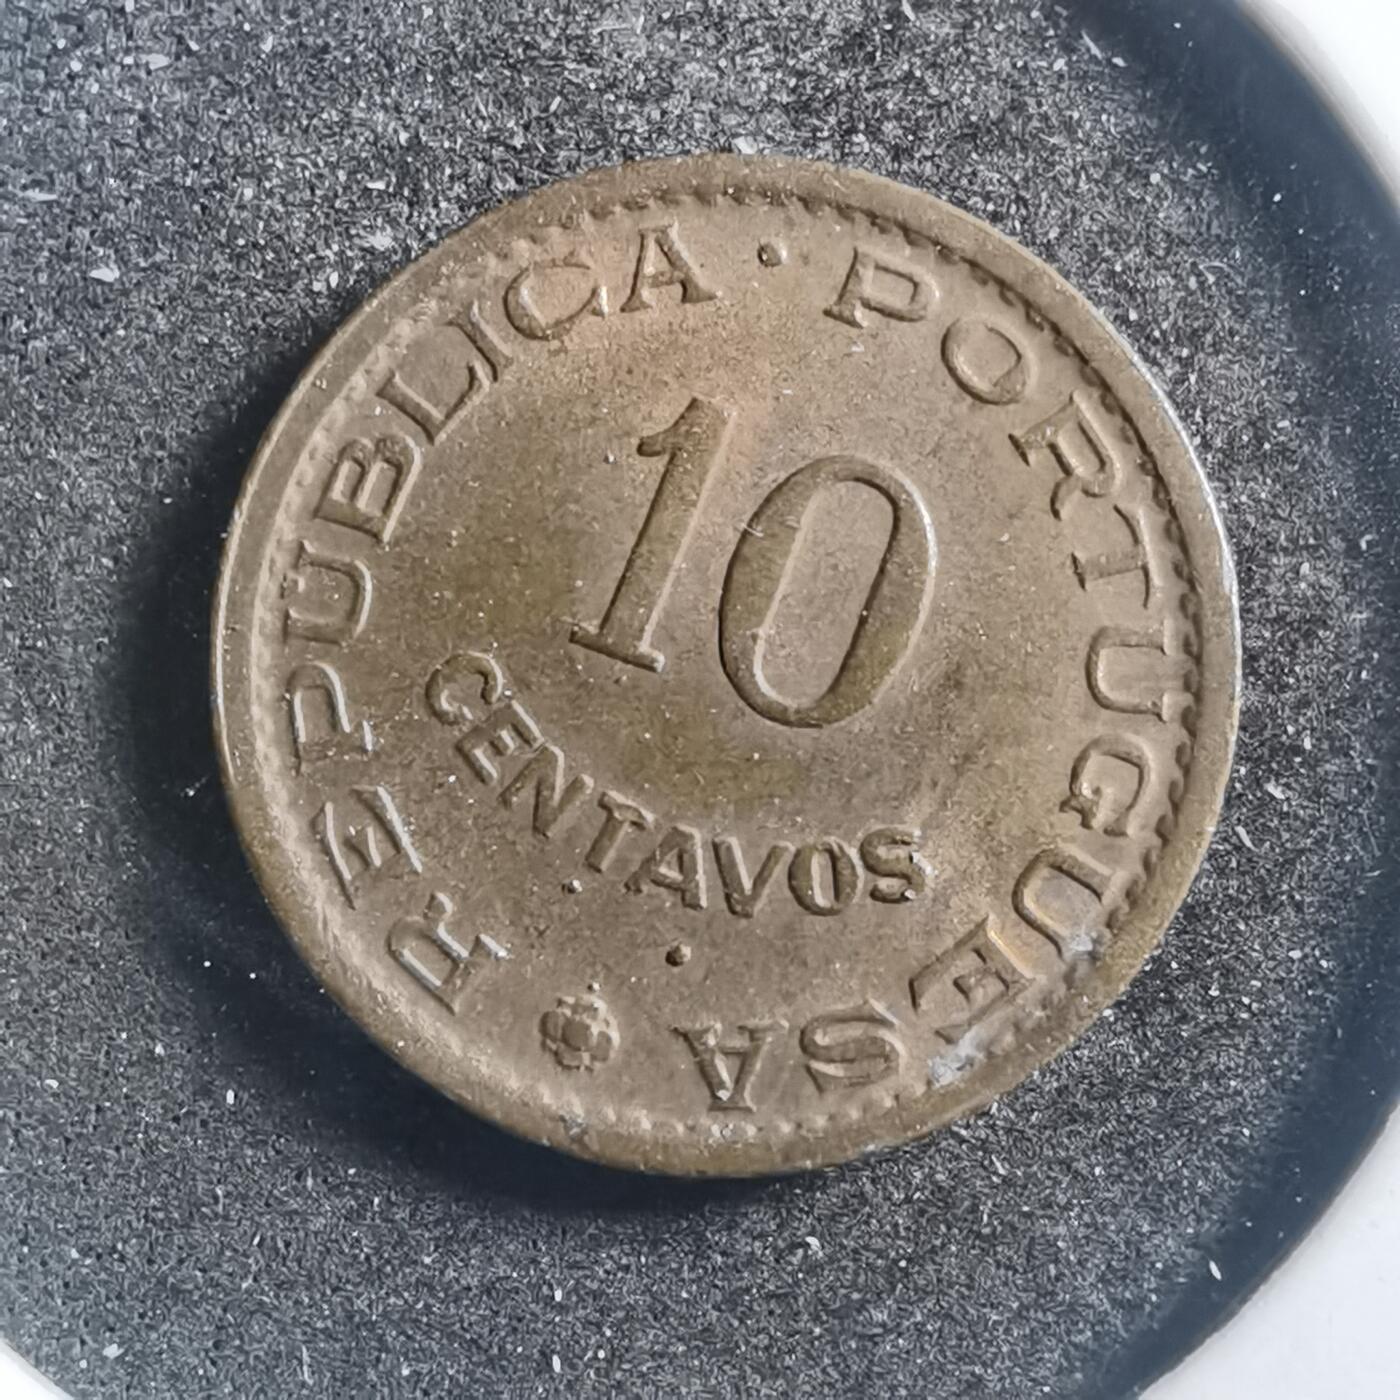 REPUBLICA · PORTUGUESA
10
CENTAVOS